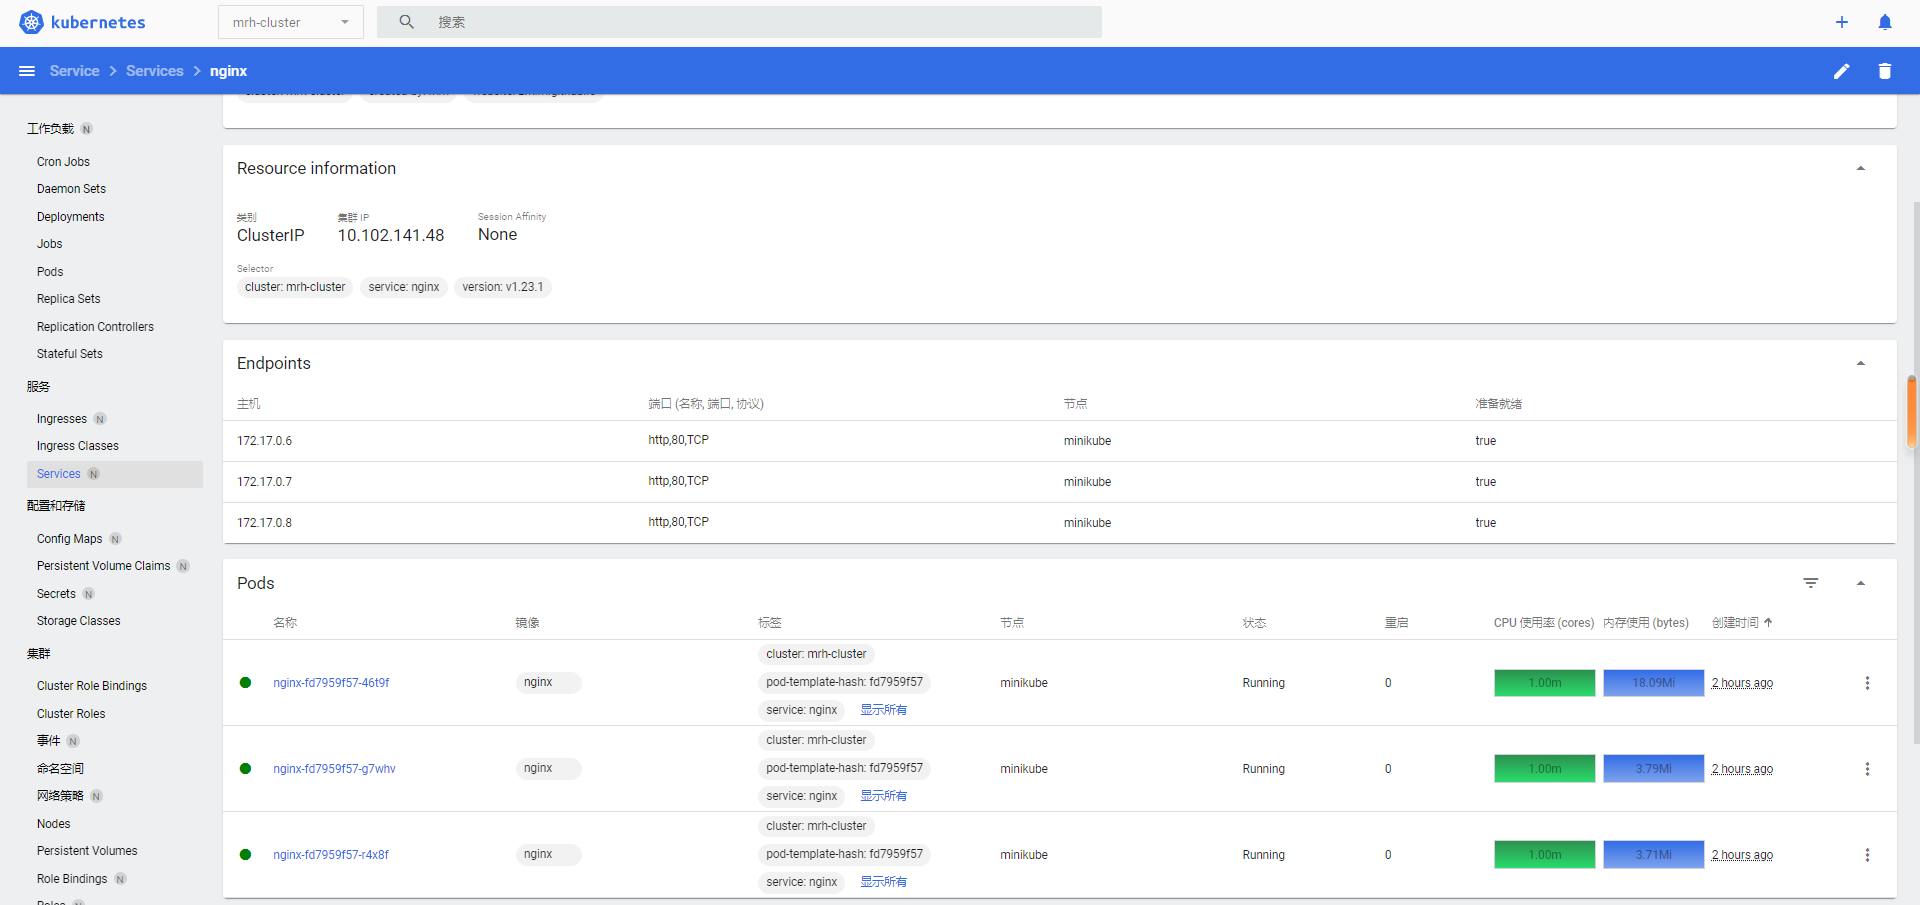 kubernetes
mrh-cluster
搜索
Service
Services
nginx
工作负载 N
Cron Jobs
Daemon Sets
Deployments
Jobs
Pods
Replica Sets
Replication Controllers
Stateful Sets
服务
Ingresses N
Ingress Classes
Services N
配置和存储
Config Maps N
Persistent Volume Claims N
Secrets N
Storage Classes
集群
Cluster Role Bindings
Cluster Roles
事件 N
命名空间
网络策略 N
Nodes
Persistent Volumes
Role Bindings N
Resource information
类别 集群 IP Session Affinity
ClusterIP 10.102.141.48 None
Selector
cluster: mrh-cluster service: nginx version: v1.23.1
Endpoints
主机 端口 (名称, 端口, 协议) 节点 准备就绪
172.17.0.6 http,80,TCP minikube true
172.17.0.7 http,80,TCP minikube true
172.17.0.8 http,80,TCP minikube true
Pods
名称 镜像 标签 节点 状态 重启 CPU 使用率 (cores) 内存使用 (bytes) 创建时间
cluster: mrh-cluster
nginx-fd7959f57-46t9f nginx pod-template-hash: fd7959f57 minikube Running 0 1.00m 18.09Mi 2 hours ago
service: nginx 显示所有
cluster: mrh-cluster
nginx-fd7959f57-g7whv nginx pod-template-hash: fd7959f57 minikube Running 0 1.00m 3.79Mi 2 hours ago
service: nginx 显示所有
cluster: mrh-cluster
nginx-fd7959f57-r4x8f nginx pod-template-hash: fd7959f57 minikube Running 0 1.00m 3.71Mi 2 hours ago
service: nginx 显示所有